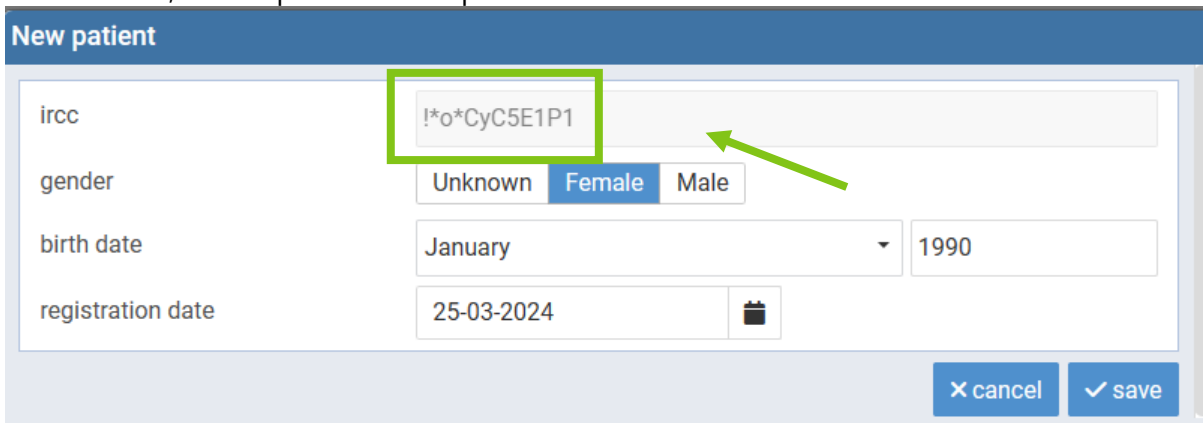 New patient
ircc !*o*CyC5E1P1
gender Unknown Female Male
birth date January 1990
registration date 25-03-2024
cancel save